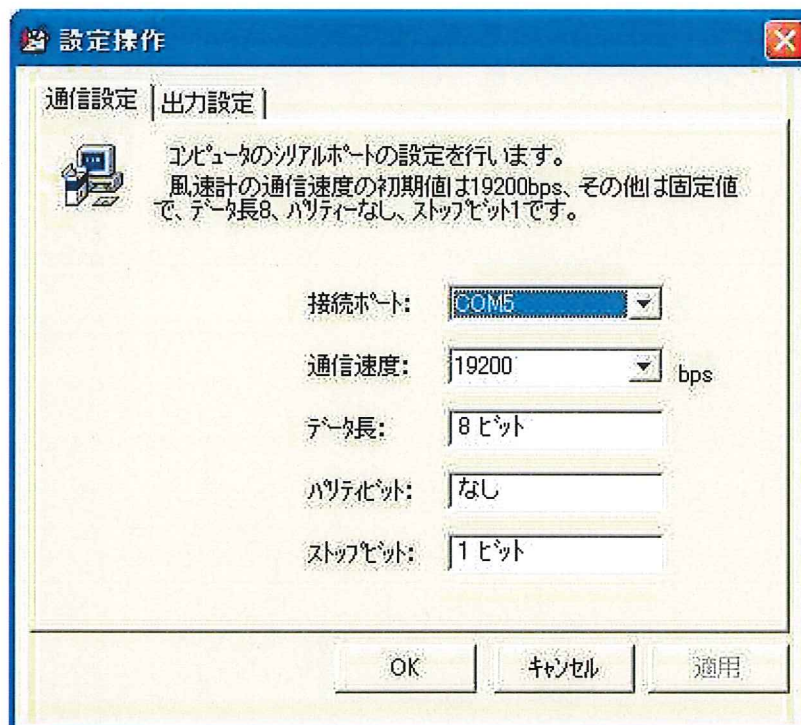 設定操作
通信設定
出力設定
ｺﾝﾋﾟｭｰﾀのｼﾘｱﾙﾎﾟｰﾄの設定を行います。
風速計の通信速度の初期値は19200bps、その他は固定値
で、ﾃﾞｰﾀ長8、ﾊﾟﾘﾃｨｰなし、ｽﾄｯﾌﾟﾋﾞｯﾄ1です。
接続ﾎﾟｰﾄ: COM5
通信速度: 19200 bps
ﾃﾞｰﾀ長: 8 ﾋﾞｯﾄ
ﾊﾟﾘﾃｨﾋﾞｯﾄ: なし
ｽﾄｯﾌﾟﾋﾞｯﾄ: 1 ﾋﾞｯﾄ
OK ｷｬﾝｾﾙ 適用